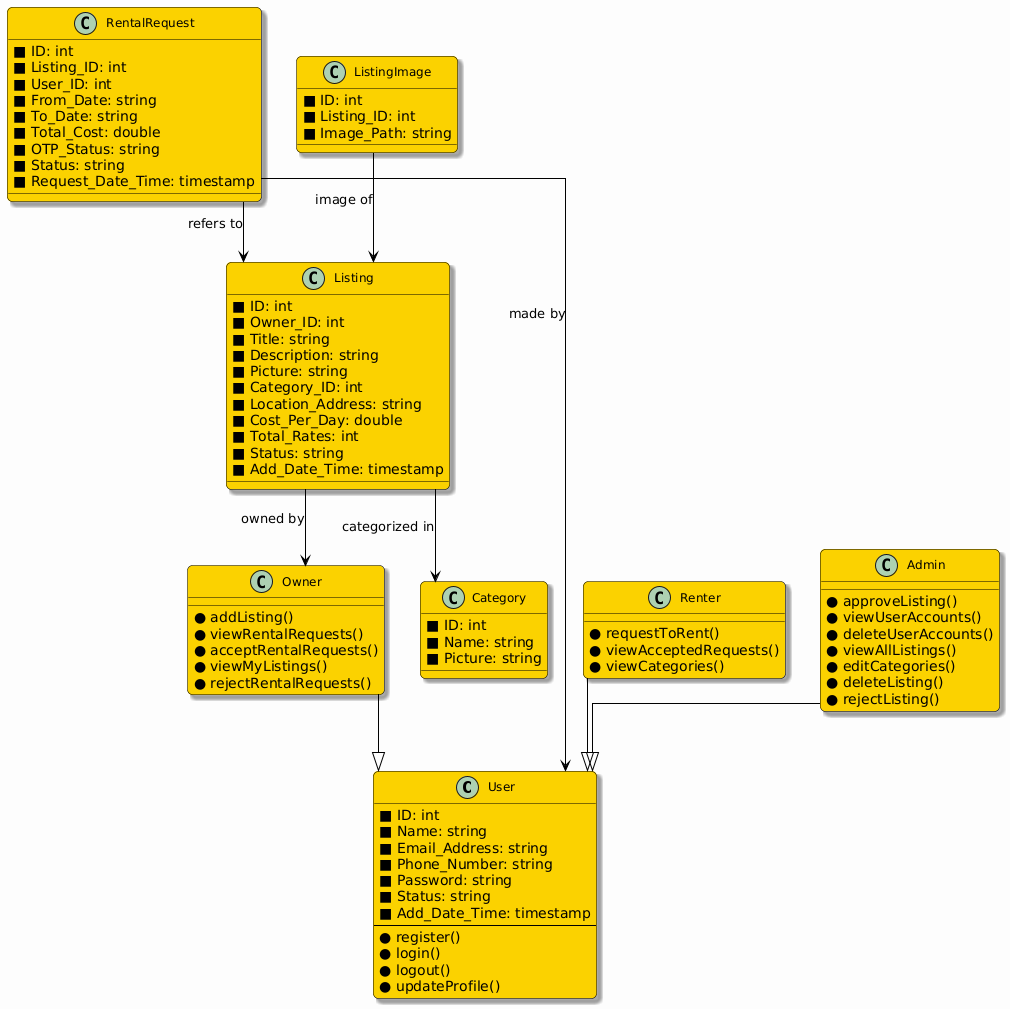 C RentalRequest
ID: int
Listing_ID: int
User_ID: int
From_Date: string
To_Date: string
Total_Cost: double
OTP_Status: string
Status: string
Request_Date_Time: timestamp
C ListingImage
ID: int
Listing_ID: int
Image_Path: string
refers to
image of
made by
C Listing
ID: int
Owner_ID: int
Title: string
Description: string
Picture: string
Category_ID: int
Location_Address: string
Cost_Per_Day: double
Total_Rates: int
Status: string
Add_Date_Time: timestamp
owned by
categorized in
C Owner
addListing()
viewRentalRequests()
acceptRentalRequests()
viewMyListings()
rejectRentalRequests()
C Category
ID: int
Name: string
Picture: string
C Renter
requestToRent()
viewAcceptedRequests()
viewCategories()
C Admin
approveListing()
viewUserAccounts()
deleteUserAccounts()
viewAllListings()
editCategories()
deleteListing()
rejectListing()
C User
ID: int
Name: string
Email_Address: string
Phone_Number: string
Password: string
Status: string
Add_Date_Time: timestamp
register()
login()
logout()
updateProfile()